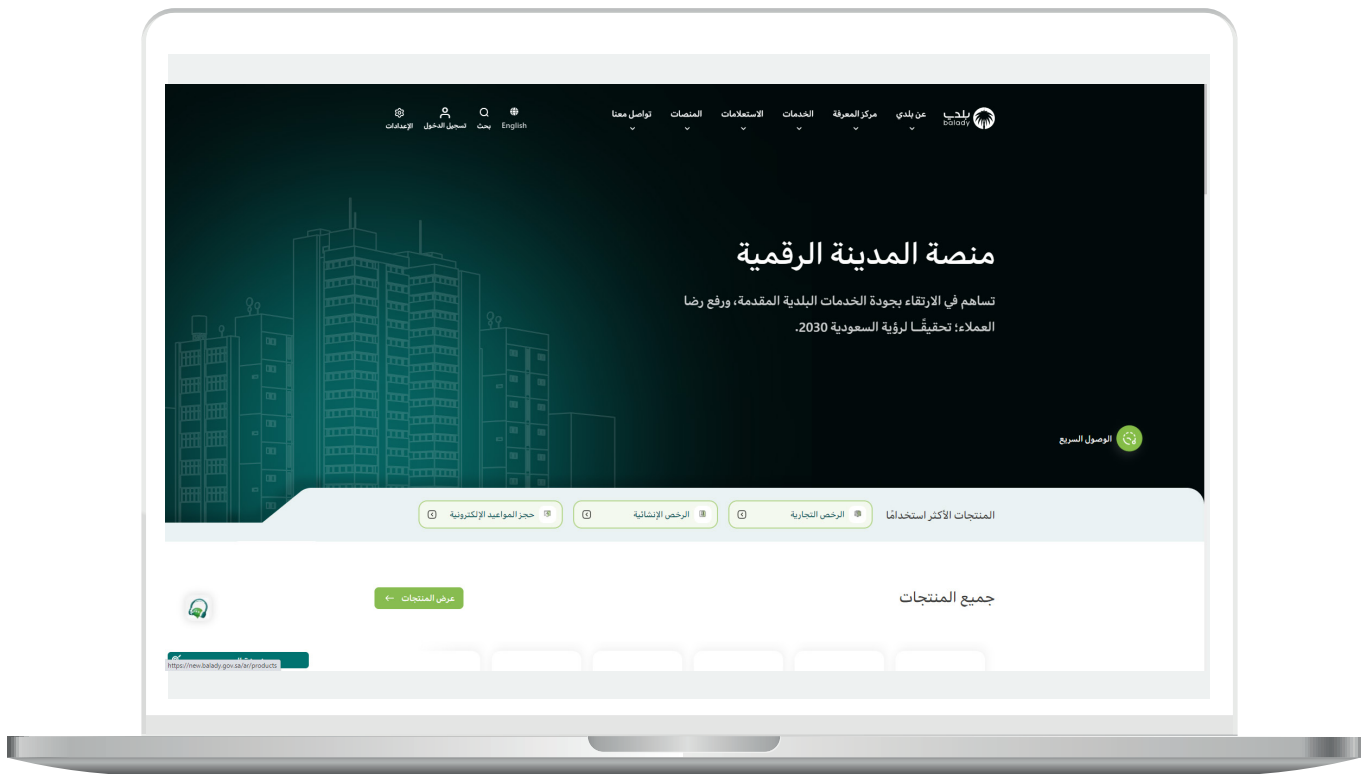 بلدي
balady
عن بلدي
مركز المعرفة
الخدمات
الاستعلامات
المنصات
تواصل معنا
English
بحث
تسجيل الدخول
الإعدادات
منصة المدينة الرقمية
تساهم في الارتقاء بجودة الخدمات البلدية المقدمة، ورفع رضا
العملاء؛ تحقيقًــا لرؤية السعودية 2030.
الوصول السريع
المنتجات الأكثر استخدامًا
الرخص التجارية
الرخص الإنشائية
حجز المواعيد الإلكترونية
جميع المنتجات
عرض المنتجات
https://new.balady.gov.sa/ar/products